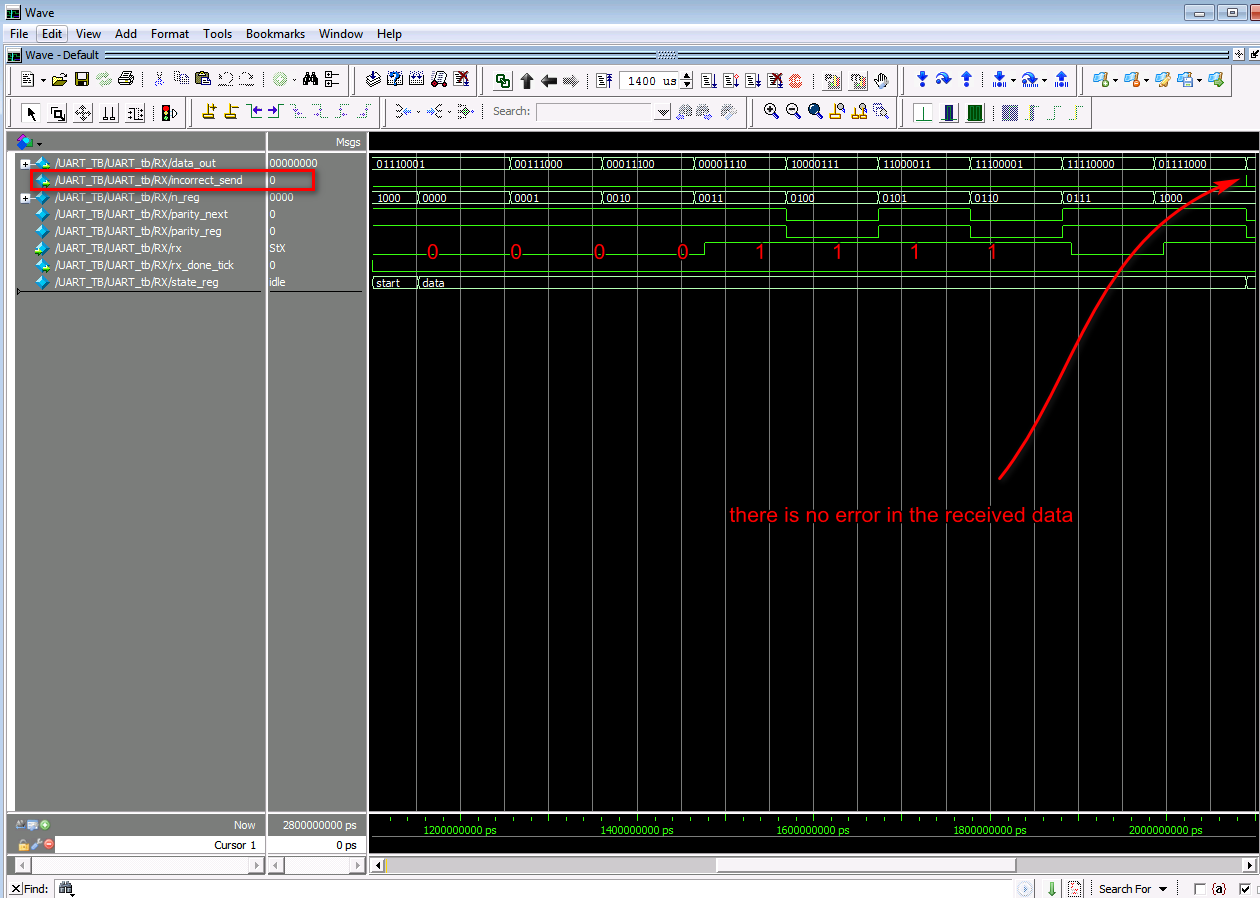 Wave
File Edit View Add Format Tools Bookmarks Window Help
Wave - Default
1400 us
Search:
Msgs
/UART_TB/UART_tb/RX/data_out 00000000 01110001 00111000 00011100 00001110 10000111 11000011 11100001 11110000 01111000
/UART_TB/UART_tb/RX/incorrect_send 0
/UART_TB/UART_tb/RX/n_reg 0000 1000 0000 0001 0010 0011 0100 0101 0110 0111 1000
/UART_TB/UART_tb/RX/parity_next 0
/UART_TB/UART_tb/RX/parity_reg 0
/UART_TB/UART_tb/RX/rx StX 0 0 0 0 1 1 1 1
/UART_TB/UART_tb/RX/rx_done_tick 0
/UART_TB/UART_tb/RX/state_reg idle start data
there is no error in the received data
Now 2800000000 ps 1200000000 ps 1400000000 ps 1600000000 ps 1800000000 ps 2000000000 ps
Cursor 1 0 ps
Find: Search For {a}